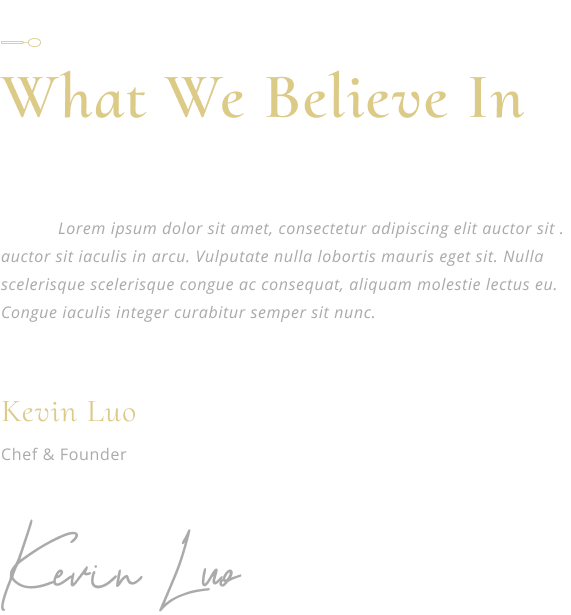 What We Believe In
Lorem ipsum dolor sit amet, consectetur adipiscing elit auctor sit .
auctor sit iaculis in arcu. Vulputate nulla lobortis mauris eget sit. Nulla
scelerisque scelerisque congue ac consequat, aliquam molestie lectus eu.
Congue iaculis integer curabitur semper sit nunc.
Kevin Luo
Chef & Founder
Kevin Luo